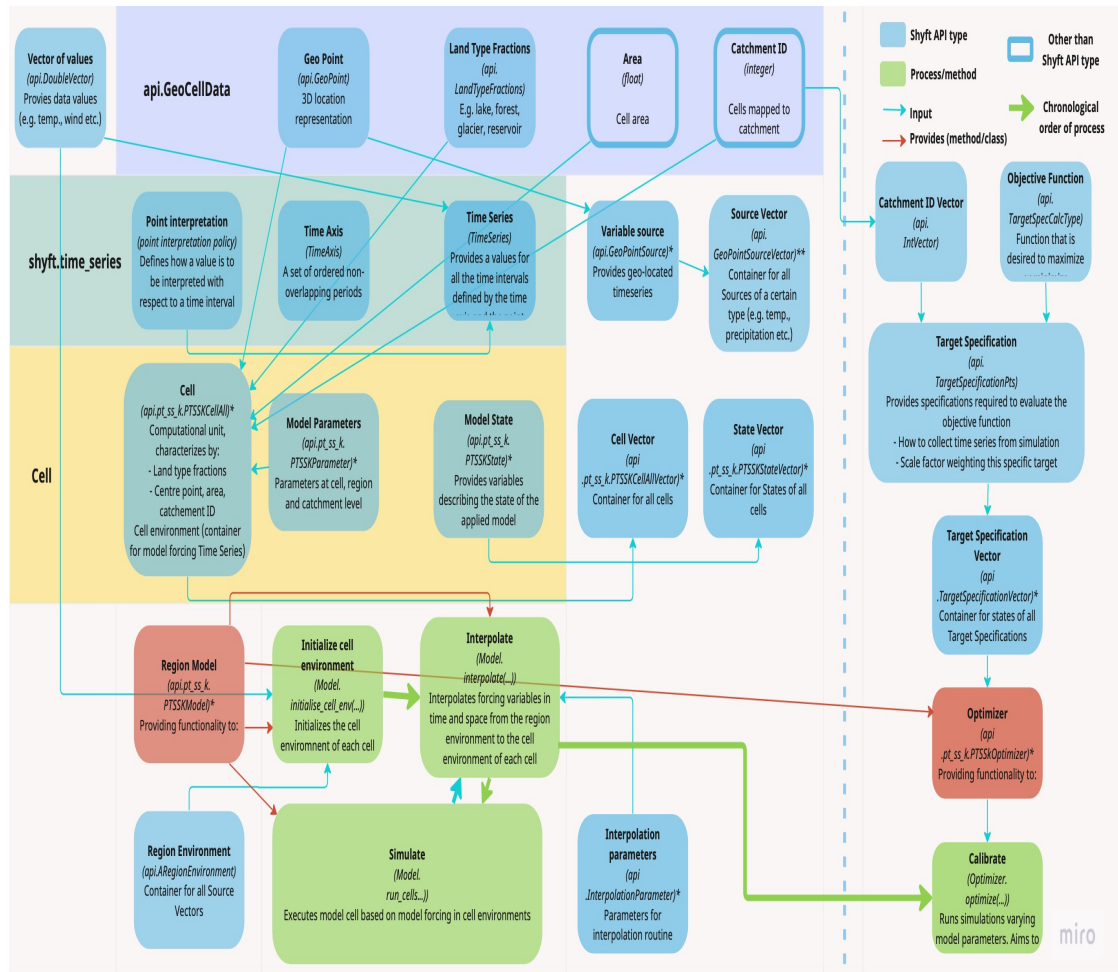 Vector of values
(api.DoubleVector)
Provies data values
(e.g. temp., wind etc.)
api.GeoCellData
Geo Point
(api.GeoPoint)
3D location
representation
Land Type Fractions
(api.
LandTypeFractions)
E.g. lake, forest,
glacier, reservoir
Area
(float)
Cell area
Catchment ID
(integer)
Cells mapped to
catchment
Shyft API type
Other than
Shyft API type
Process/method
Input
Chronological
order of process
Provides (method/class)
shyft.time_series
Point interpretation
(point interpretation policy)
Defines how a value is to
be interpreted with
respect to a time interval
Time Axis
(TimeAxis)
A set of ordered non-
overlapping periods
Time Series
(TimeSeries)
Provides a values for
all the time intervals
defined by the time
Variable source
(api.GeoPointSource)*
Provides geo-located
timeseries
Source Vector
(api.
GeoPointSourceVector)**
Container for all
Sources of a certain
type (e.g. temp.,
precipitation etc.)
Catchment ID Vector
(api.
IntVector)
Objective Function
(api.
TargetSpecCalcType)
Function that is
desired to maximize
Target Specification
(api.
TargetSpecificationPts)
Provides specifications required to evaluate the
objective function
- How to collect time series from simulation
- Scale factor weighting this specific target
Cell
Cell
(api.pt_ss_k.PTSSKCellAll)*
Computational unit,
characterizes by:
- Land type fractions
- Centre point, area,
catchement ID
Cell environment (container
for model forcing Time Series)
Model Parameters
(api.pt_ss_k.
PTSSKParameter)*
Parameters at cell, region
and catchment level
Model State
(api.pt_ss_k.
PTSSKState)*
Provides variables
describing the state of the
applied model
Cell Vector
(api
.pt_ss_k.PTSSKCellAllVector)*
Container for all cells
State Vector
(api
.pt_ss_k.PTSSKStateVector)*
Container for States of all
cells
Target Specification
Vector
(api
.TargetSpecificationVector)*
Container for states of all
Target Specifications
Region Model
(api.pt_ss_k.
PTSSKModel)*
Providing functionality to:
Initialize cell
environment
(Model.
initialise_cell_env(...))
Initializes the cell
enviromnent of each cell
Interpolate
(Model.
interpolate(...))
Interpolates forcing variables in
time and space from the region
environment to the cell
environment of each cell
Optimizer
(api
.pt_ss_k.PTSSkOptimizer)*
Providing functionality to:
Region Environment
(api.ARegionEnvironment)
Container for all Source
Vectors
Simulate
(Model.
run_cells...))
Executes model cell based on model forcing in cell environments
Interpolation
parameters
(api
.InterpolationParameter)*
Parameters for
interpolation routine
Calibrate
(Optimizer.
optimize(...))
Runs simulations varying
model parameters. Aims to
miro